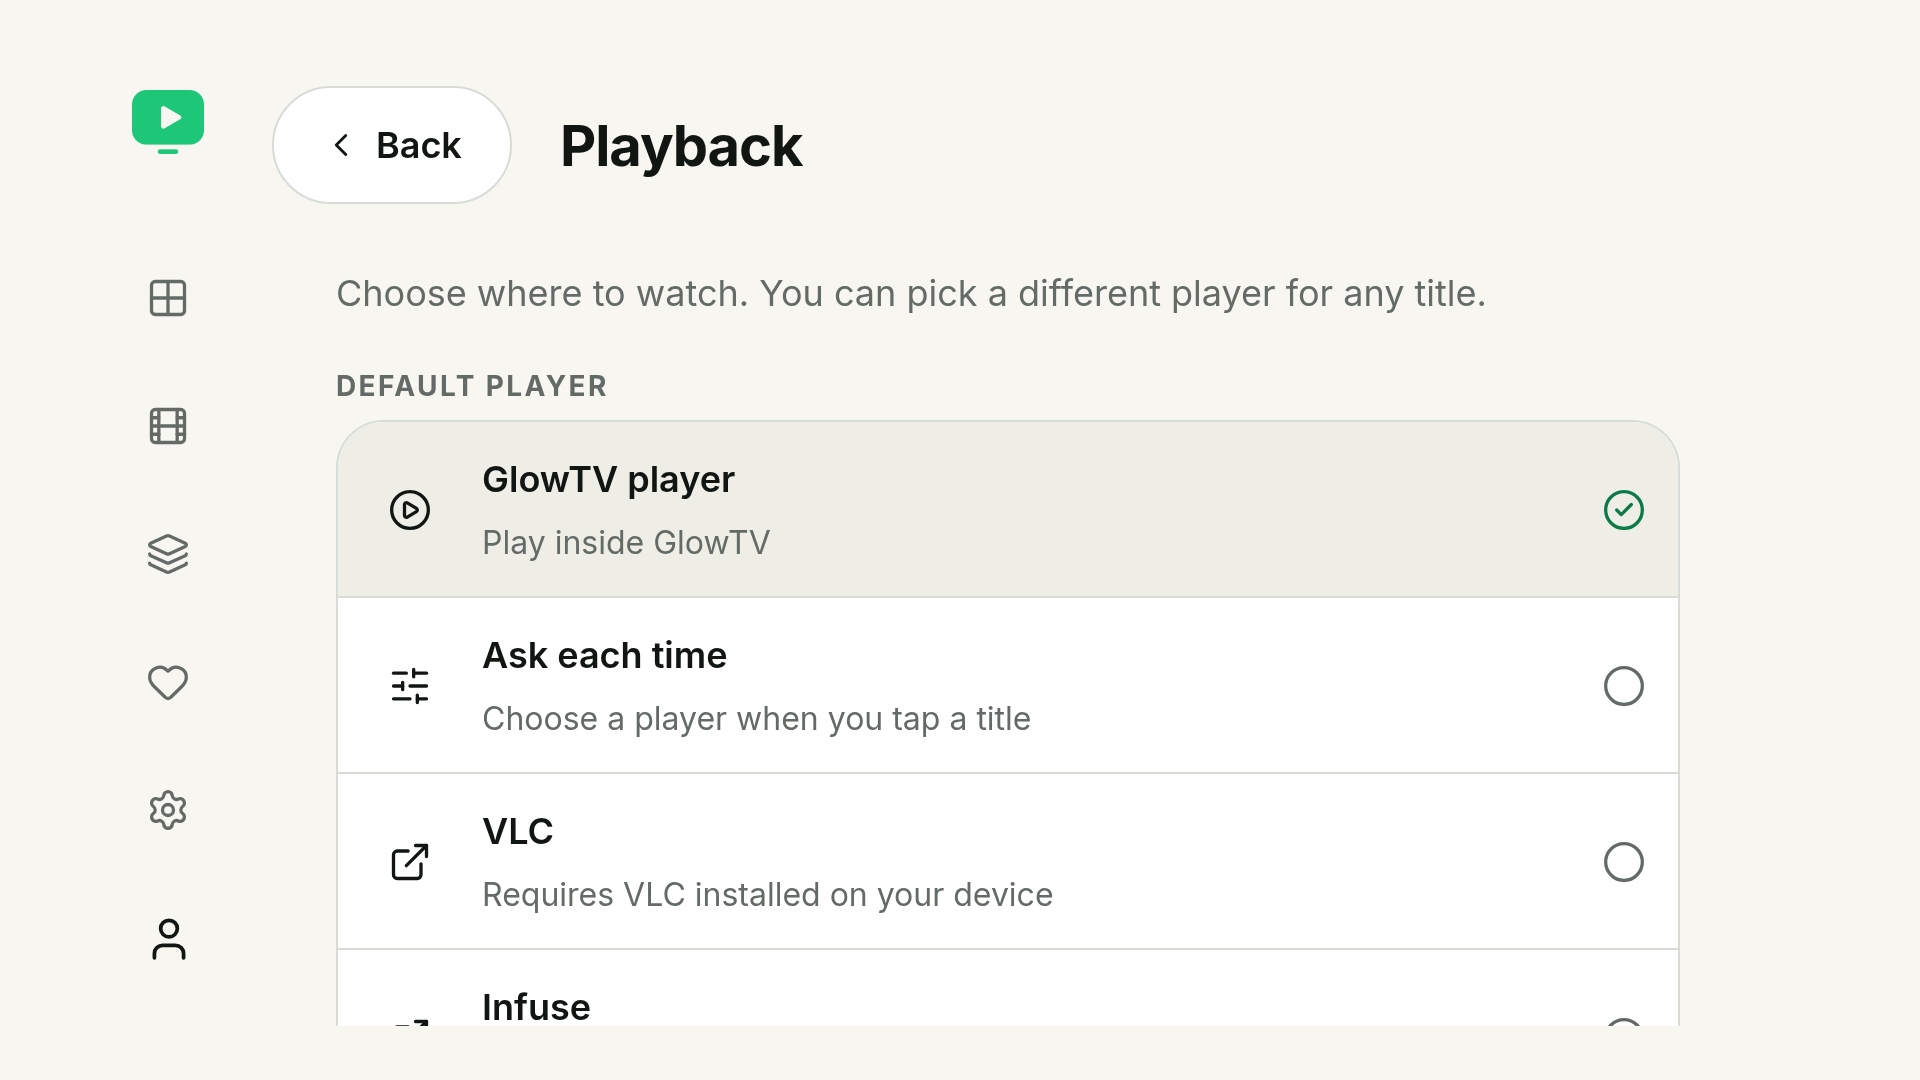 Back
Playback
Choose where to watch. You can pick a different player for any title.
DEFAULT PLAYER
GlowTV player
Play inside GlowTV
Ask each time
Choose a player when you tap a title
VLC
Requires VLC installed on your device
Infuse